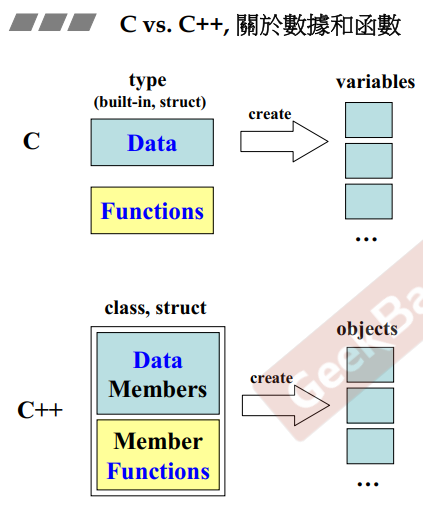 C vs. C++, 關於數據和函數
type
(built-in, struct)
variables
C
Data
create
Functions
...
class, struct
objects
C++
Data
Members
create
Member
Functions
...